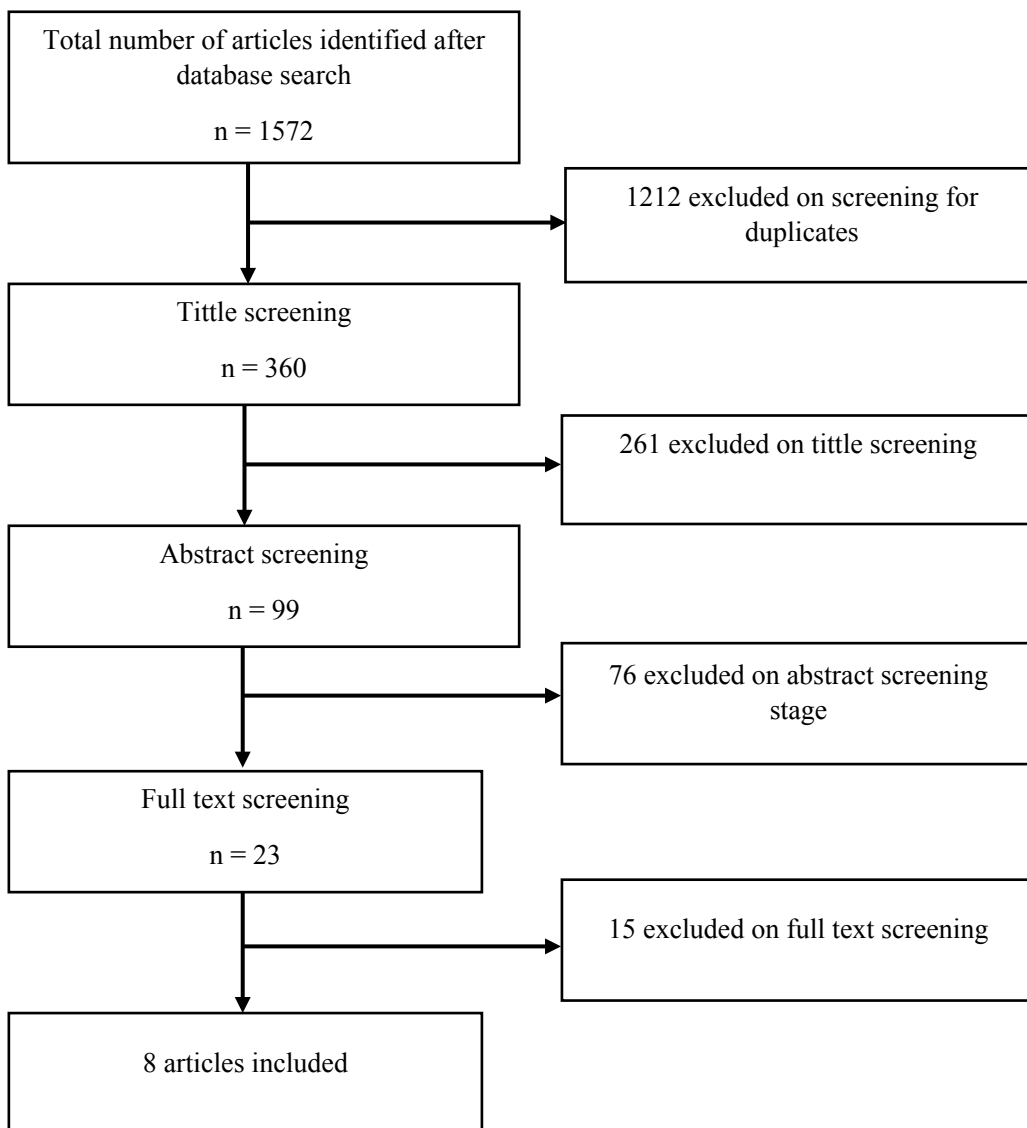 Total number of articles identified after
database search
n = 1572
1212 excluded on screening for
duplicates
Tittle screening
n = 360
261 excluded on tittle screening
Abstract screening
n = 99
76 excluded on abstract screening
stage
Full text screening
n = 23
15 excluded on full text screening
8 articles included